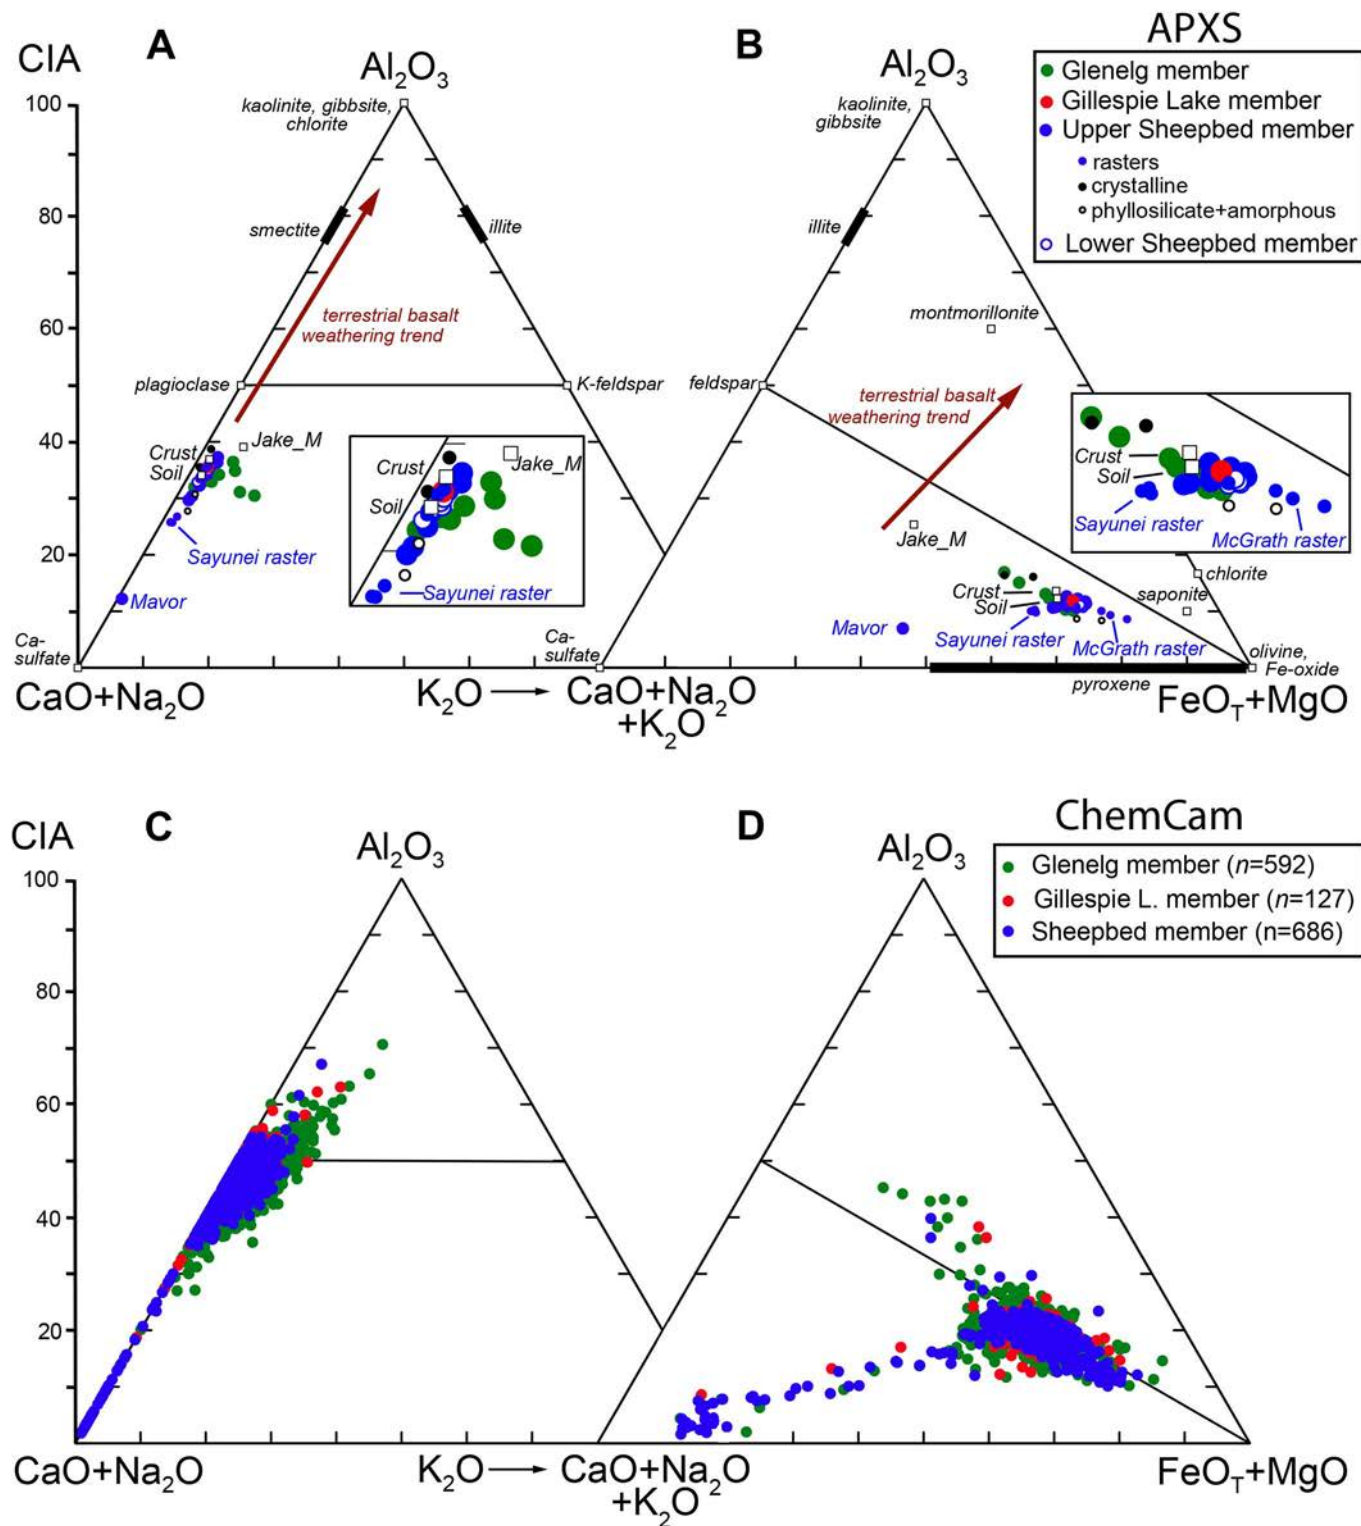 APXS
Glenelg member
Gillespie Lake member
Upper Sheepbed member
rasters
crystalline
phyllosilicate+amorphous
Lower Sheepbed member
A
CIA
Al₂O₃
100
80
60
40
20
kaolinite, gibbsite,
chlorite
smectite
illite
terrestrial basalt
weathering trend
plagioclase
K-feldspar
Crust
Soil
Jake_M
Sayunei raster
Mavor
Crust
Soil
Jake_M
Sayunei raster
Ca-
sulfate
CaO+Na₂O
K₂O
B
Al₂O₃
kaolinite,
gibbsite
illite
montmorillonite
feldspar
terrestrial basalt
weathering trend
Jake_M
Crust
Soil
Sayunei raster
McGrath raster
Crust
Soil
Mavor
Sayunei raster
McGrath raster
chlorite
saponite
olivine,
Fe-oxide
pyroxene
Ca-
sulfate
CaO+Na₂O
+K₂O
FeO_T+MgO
ChemCam
Glenelg member (n=592)
Gillespie L. member (n=127)
Sheepbed member (n=686)
C
CIA
Al₂O₃
100
80
60
40
20
CaO+Na₂O
K₂O
D
Al₂O₃
CaO+Na₂O
+K₂O
FeO_T+MgO